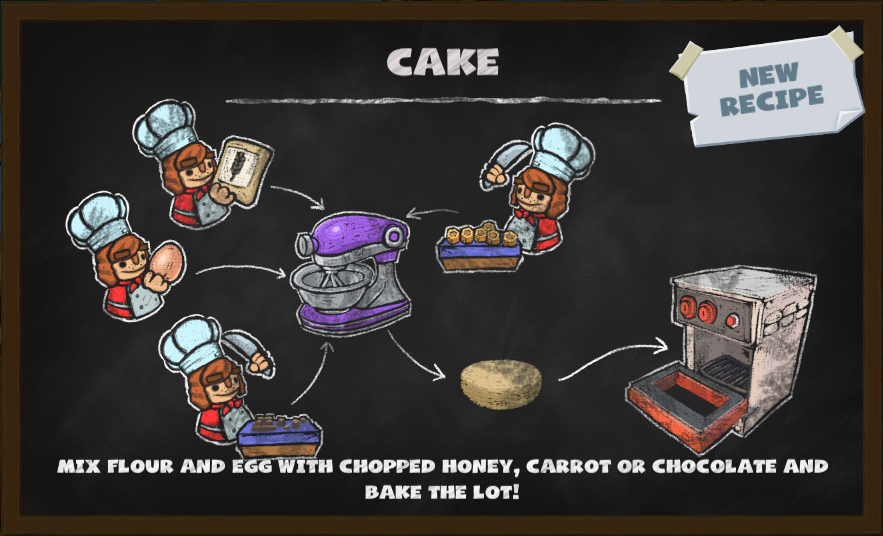 CAKE
NEW
RECIPE
MIX FLOUR AND EGG WITH CHOPPED HONEY, CARROT OR CHOCOLATE AND
BAKE THE LOT!